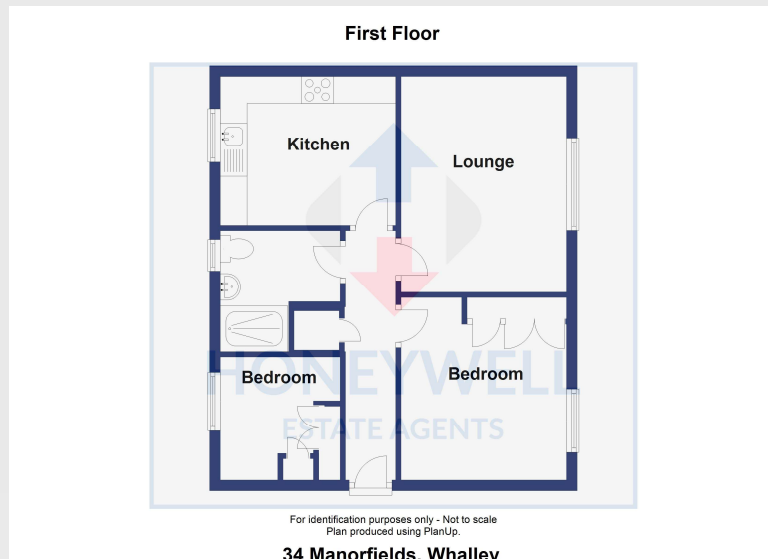 First Floor
Kitchen
Lounge
HONEYWELL
Bedroom
Bedroom
ESTATE AGENTS
For identification purposes only - Not to scale
Plan produced using PlanUp.
34 Manorfields, Whalley